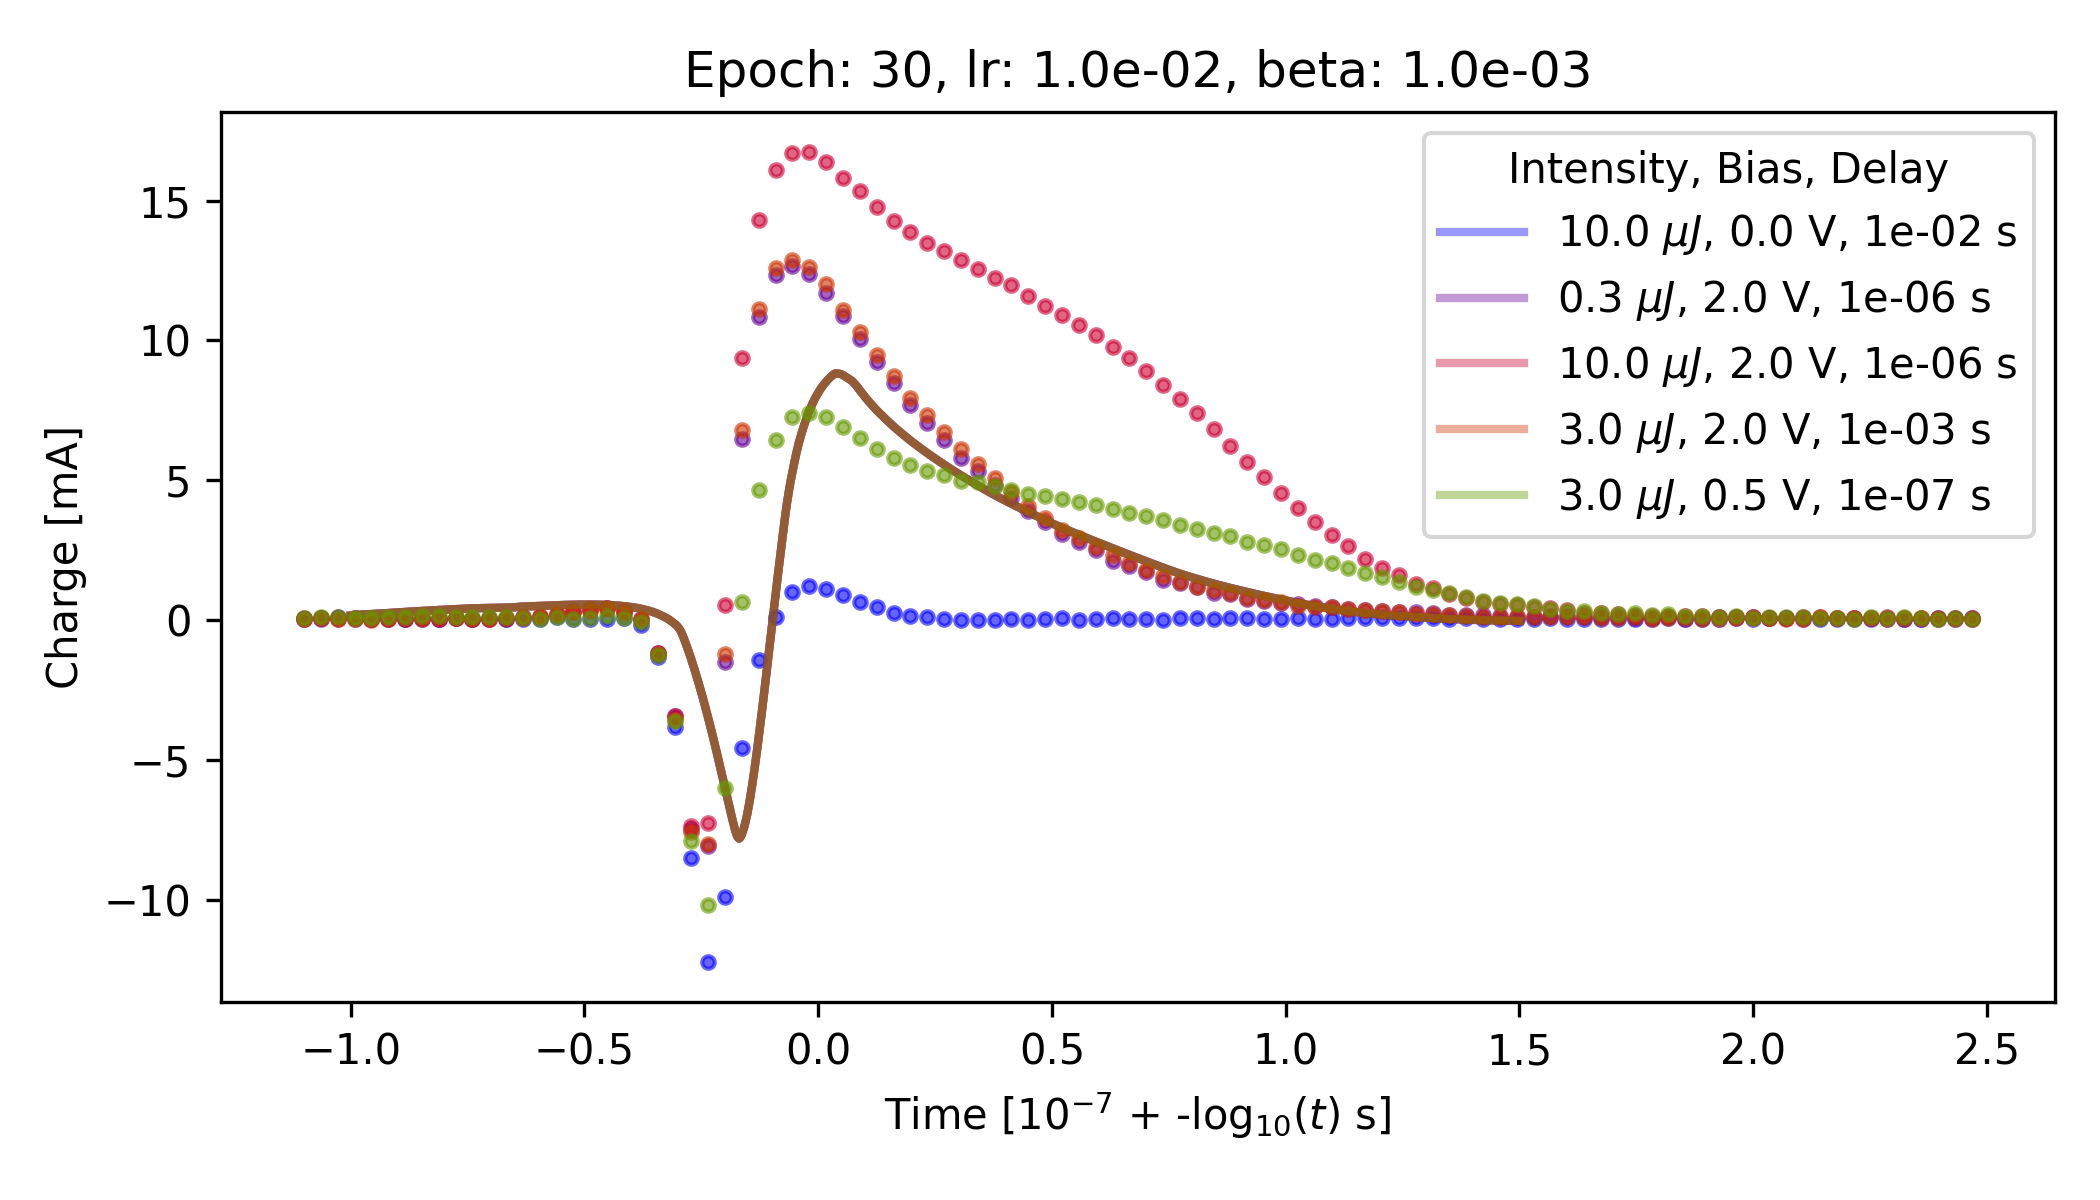 Epoch: 30, lr: 1.0e-02, beta: 1.0e-03
Charge [mA]
15
10
5
0
−5
−10
Intensity, Bias, Delay
10.0 μJ, 0.0 V, 1e-02 s
0.3 μJ, 2.0 V, 1e-06 s
10.0 μJ, 2.0 V, 1e-06 s
3.0 μJ, 2.0 V, 1e-03 s
3.0 μJ, 0.5 V, 1e-07 s
−1.0 −0.5 0.0 0.5 1.0 1.5 2.0 2.5
Time [10⁻⁷ + -log₁₀(t) s]